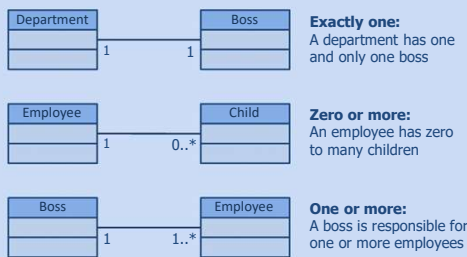 Department
Boss
1
1
Exactly one:
A department has one
and only one boss
Employee
Child
1
0..*
Zero or more:
An employee has zero
to many children
Boss
Employee
1
1..*
One or more:
A boss is responsible for
one or more employees